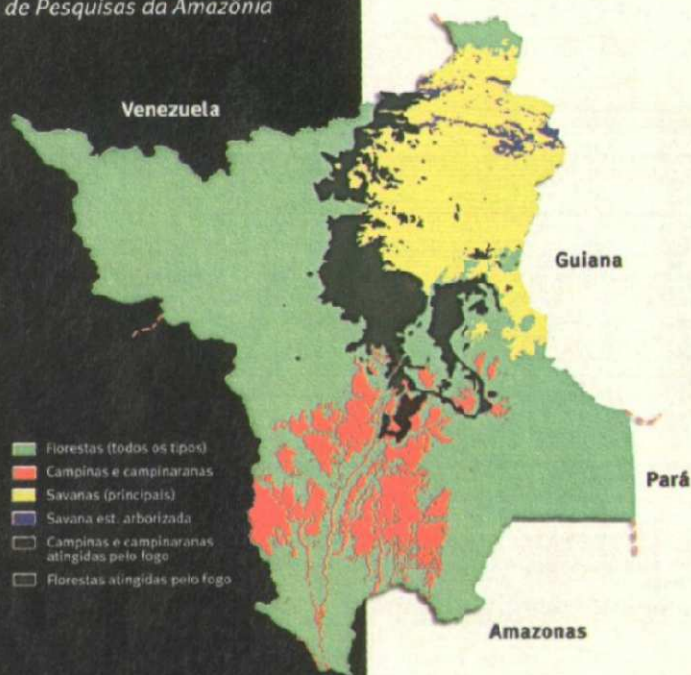 de Pesquisas da Amazônia
Venezuela
Guiana
Florestas (todos os tipos)
Campinas e campinaranas
Savanas (principais)
Savana est. arborizada
Campinas e campinaranas
atingidas pelo fogo
Florestas atingidas pelo fogo
Pará
Amazonas